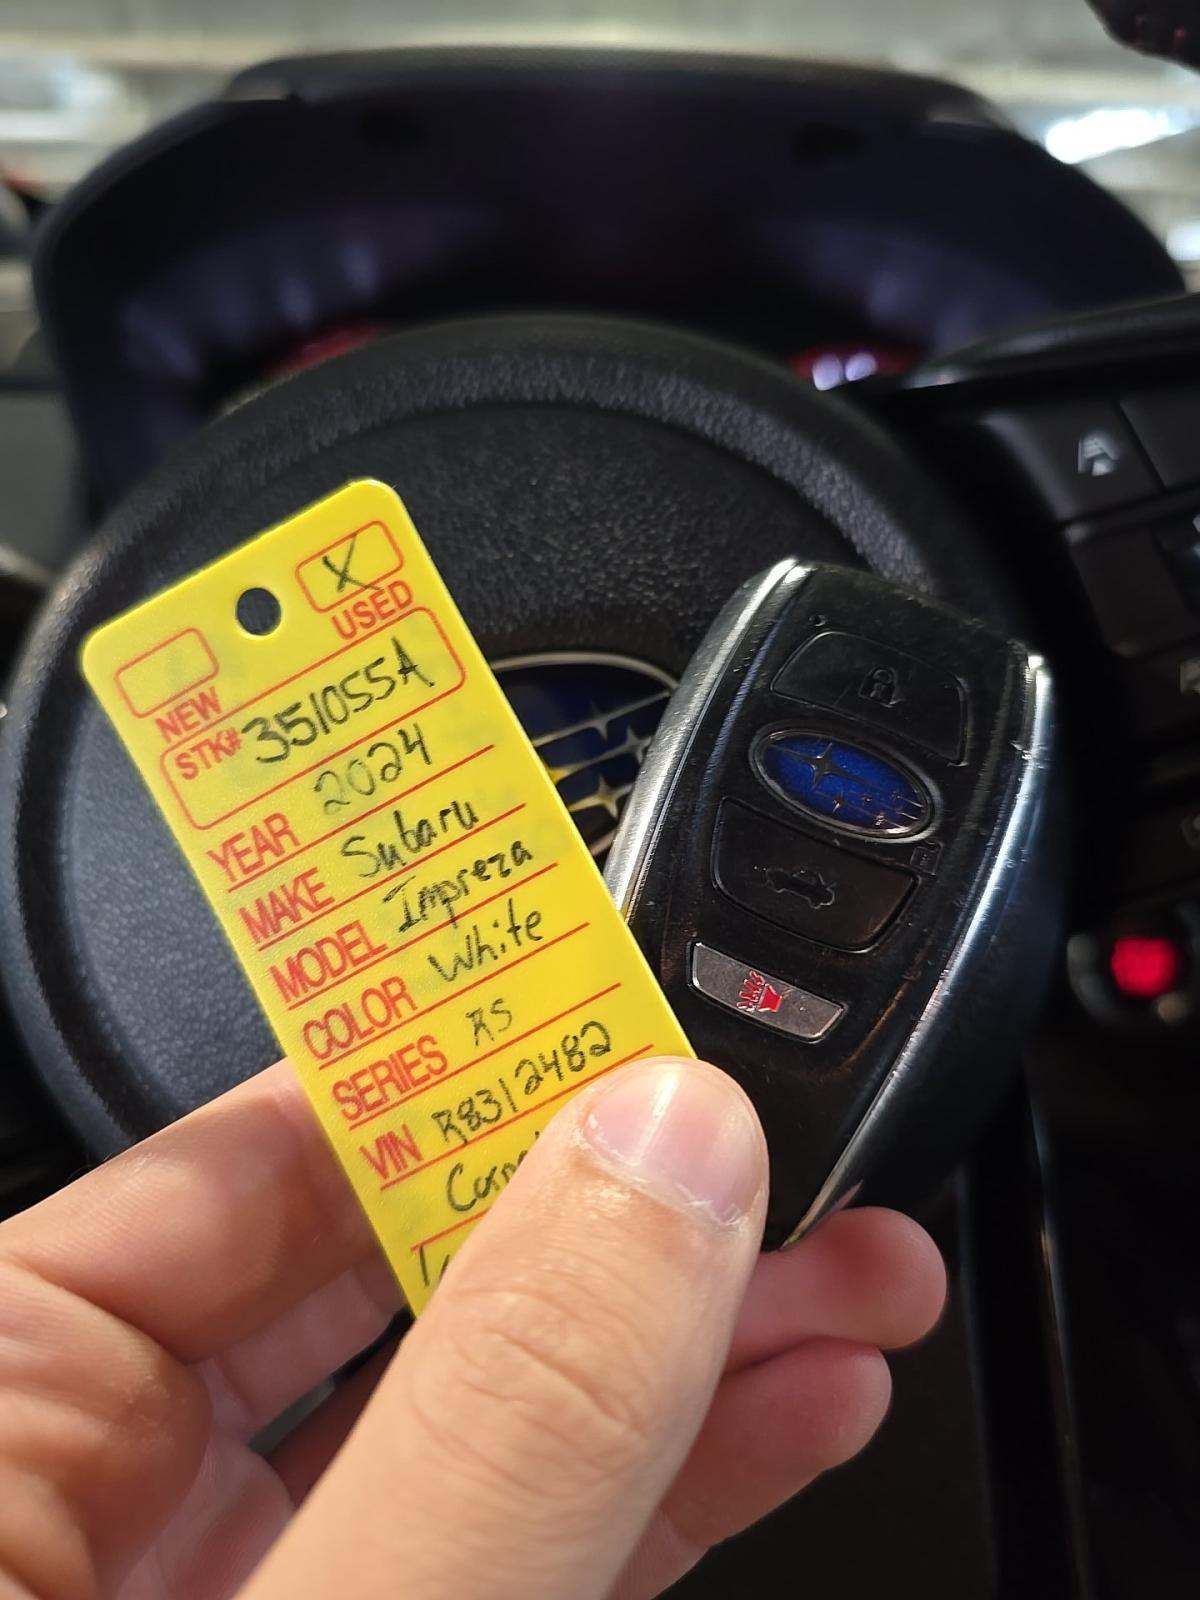 X
NEW USED
STK# 351055A
YEAR 2024
MAKE Subaru
MODEL Impreza
COLOR White
SERIES RS
VIN R8312482